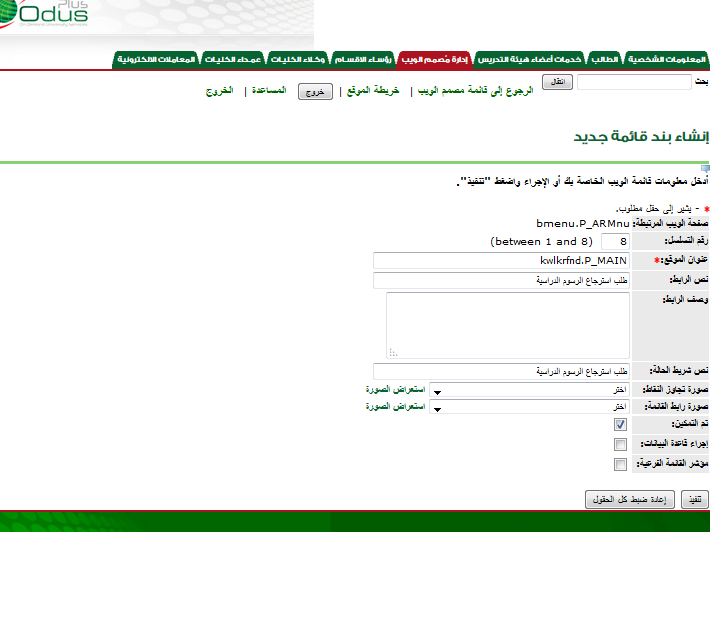 Plus
Odus
المعلومات الشخصية الطالب خدمات أعضاء هيئة التدريس إدارة مُصمم الويب رؤساء الاقسام وكلاء الكليات عمداء الكليات المعاملات الالكترونية
بحث انتقال الرجوع إلى قائمة مصمم الويب | خريطة الموقع | خروج المساعدة | الخروج
إنشاء بند قائمة جديد
أدخل معلومات قائمة الويب الخاصة بك أو الإجراء واضغط "تنفيذ".
* - يشير إلى حقل مطلوب.
صفحة الويب المرتبطة: bmenu.P_ARMnu
رقم التسلسل: 8 (between 1 and 8)
عنوان الموقع:* kwlkrfnd.P_MAIN
نص الرابط: طلب استرجاع الرسوم الدراسية
وصف الرابط:
نص شريط الحالة: طلب استرجاع الرسوم الدراسية
صورة تجاوز النقاط: اختر استعراض الصورة
صورة رابط القائمة: اختر استعراض الصورة
تم التمكين:
إجراء قاعدة البيانات:
مؤشر القائمة الفرعية:
تنفيذ إعادة ضبط كل الحقول